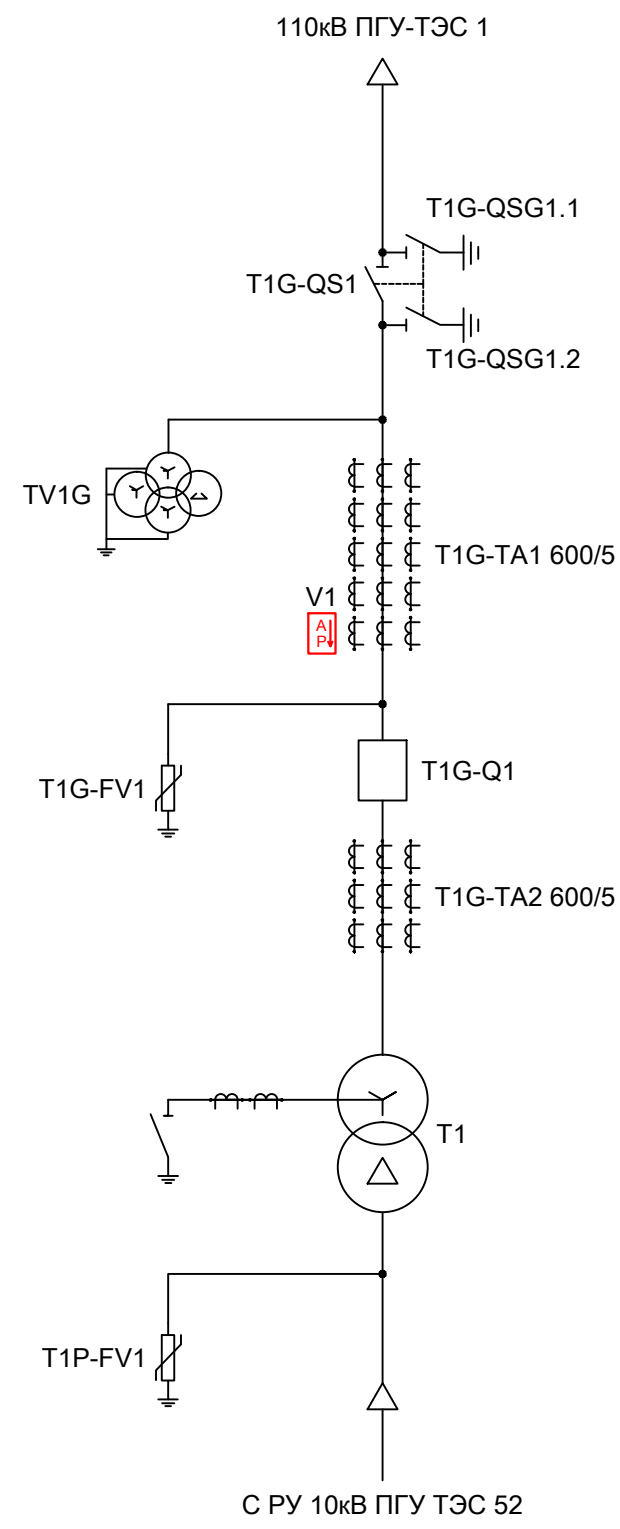 110кВ ПГУ-ТЭС 1
T1G-QSG1.1
T1G-QS1
T1G-QSG1.2
TV1G
T1G-TA1 600/5
V1
A
P
T1G-FV1
T1G-Q1
T1G-TA2 600/5
T1
T1P-FV1
С РУ 10кВ ПГУ ТЭС 52